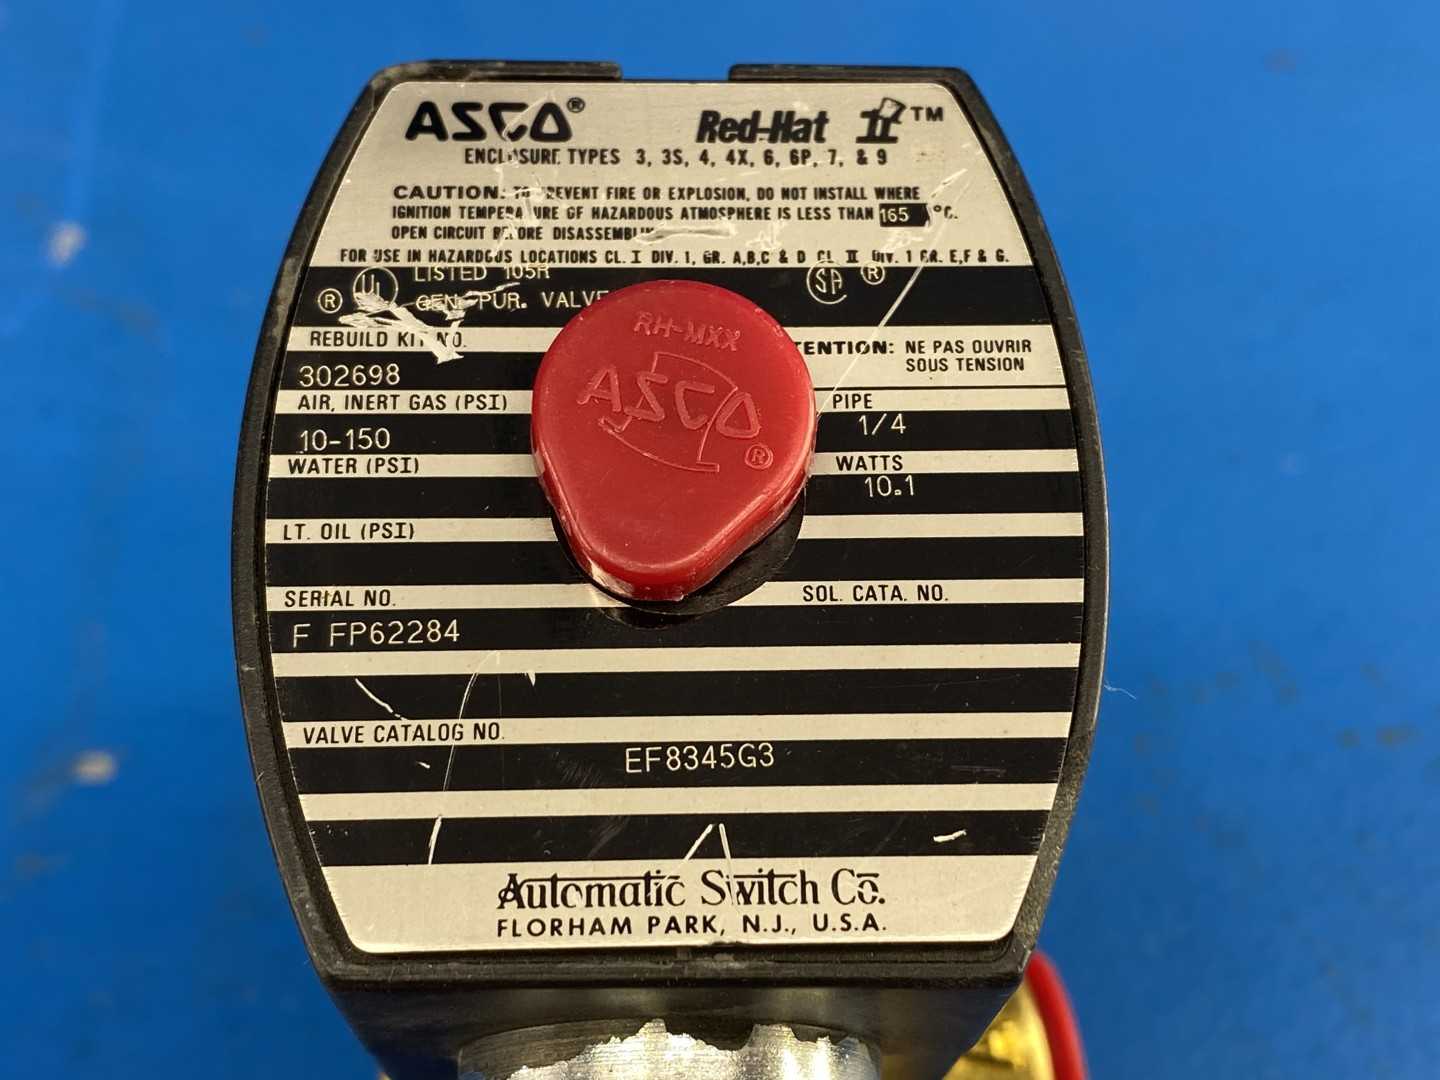 ASCO® Red-Hat II™
ENCLOSURE TYPES 3, 3S, 4, 4X, 6, 6P, 7, & 9
CAUTION: TO PREVENT FIRE OR EXPLOSION, DO NOT INSTALL WHERE
IGNITION TEMPERATURE OF HAZARDOUS ATMOSPHERE IS LESS THAN 165 °C.
OPEN CIRCUIT BEFORE DISASSEMBLI
FOR USE IN HAZARDOUS LOCATIONS CL. I DIV. 1, GR. A,B,C & D CL. II DIV. 1 GR. E,F & G.
® UL LISTED 105R
GEN. PUR. VALVE
SA ®
REBUILD KIT NO.
302698
TENTION: NE PAS OUVRIR
SOUS TENSION
RH-MXX
ASCO
®
AIR, INERT GAS (PSI)
10-150
PIPE
1/4
WATER (PSI)
WATTS
10.1
LT. OIL (PSI)
SERIAL NO.
F FP62284
SOL. CATA. NO.
VALVE CATALOG NO.
EF8345G3
Automatic Switch Co.
FLORHAM PARK, N.J., U.S.A.